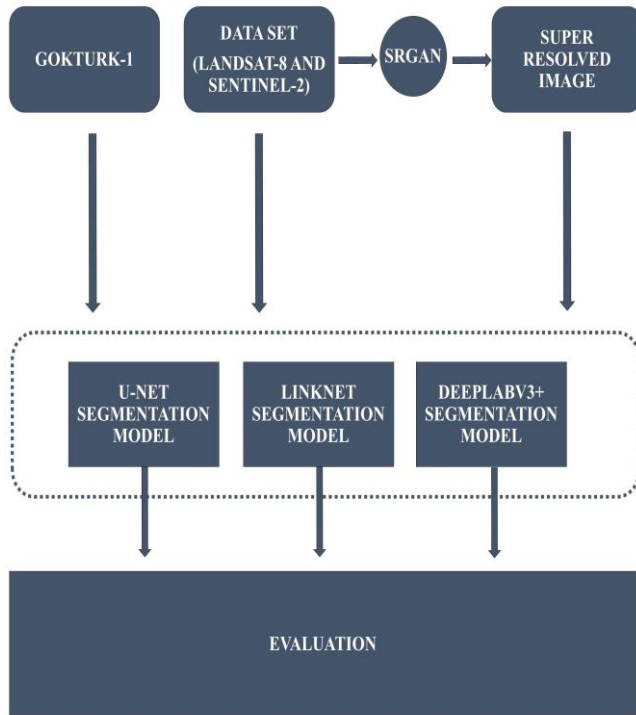 GOKTURK-1
DATA SET
(LANDSAT-8 AND
SENTINEL-2)
SRGAN
SUPER
RESOLVED
IMAGE
U-NET
SEGMENTATION
MODEL
LINKNET
SEGMENTATION
MODEL
DEEPLABV3+
SEGMENTATION
MODEL
EVALUATION